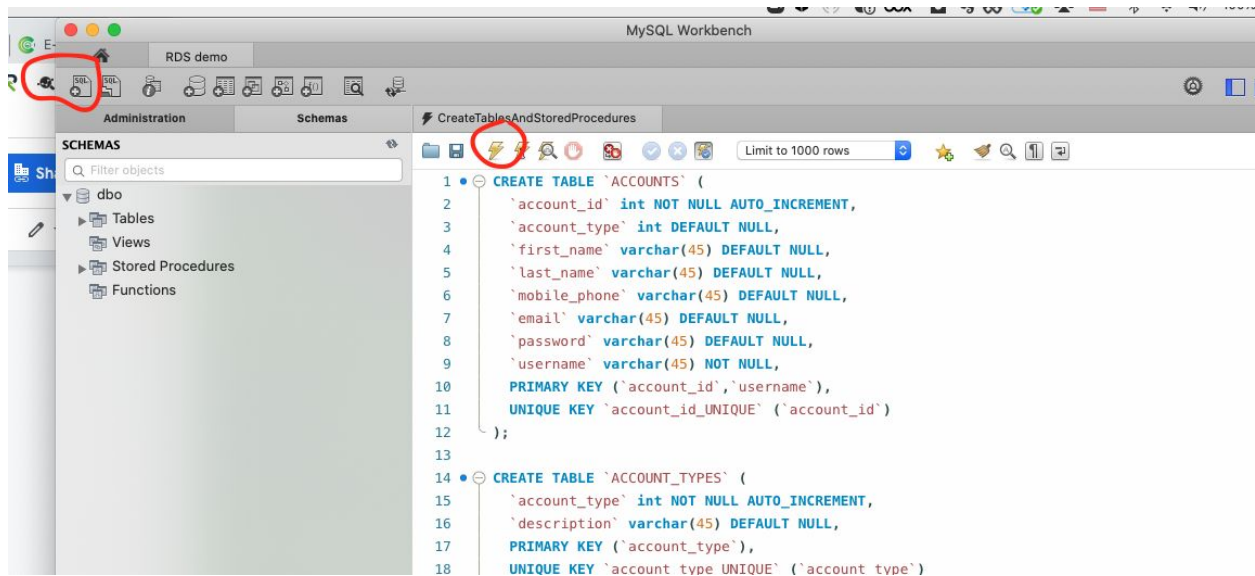 MySQL Workbench
E-
RDS demo
SQL SQL
Administration Schemas CreateTablesAndStoredProcedures
SCHEMAS
Limit to 1000 rows
Filter objects
Sh
dbo
Tables
Views
Stored Procedures
Functions
1 CREATE TABLE `ACCOUNTS` (
2 `account_id` int NOT NULL AUTO_INCREMENT,
3 `account_type` int DEFAULT NULL,
4 `first_name` varchar(45) DEFAULT NULL,
5 `last_name` varchar(45) DEFAULT NULL,
6 `mobile_phone` varchar(45) DEFAULT NULL,
7 `email` varchar(45) DEFAULT NULL,
8 `password` varchar(45) DEFAULT NULL,
9 `username` varchar(45) NOT NULL,
10 PRIMARY KEY (`account_id`,`username`),
11 UNIQUE KEY `account_id_UNIQUE` (`account_id`)
12 );
13
14 CREATE TABLE `ACCOUNT_TYPES` (
15 `account_type` int NOT NULL AUTO_INCREMENT,
16 `description` varchar(45) DEFAULT NULL,
17 PRIMARY KEY (`account_type`),
18 UNIQUE KEY `account_type_UNIQUE` (`account_type`)